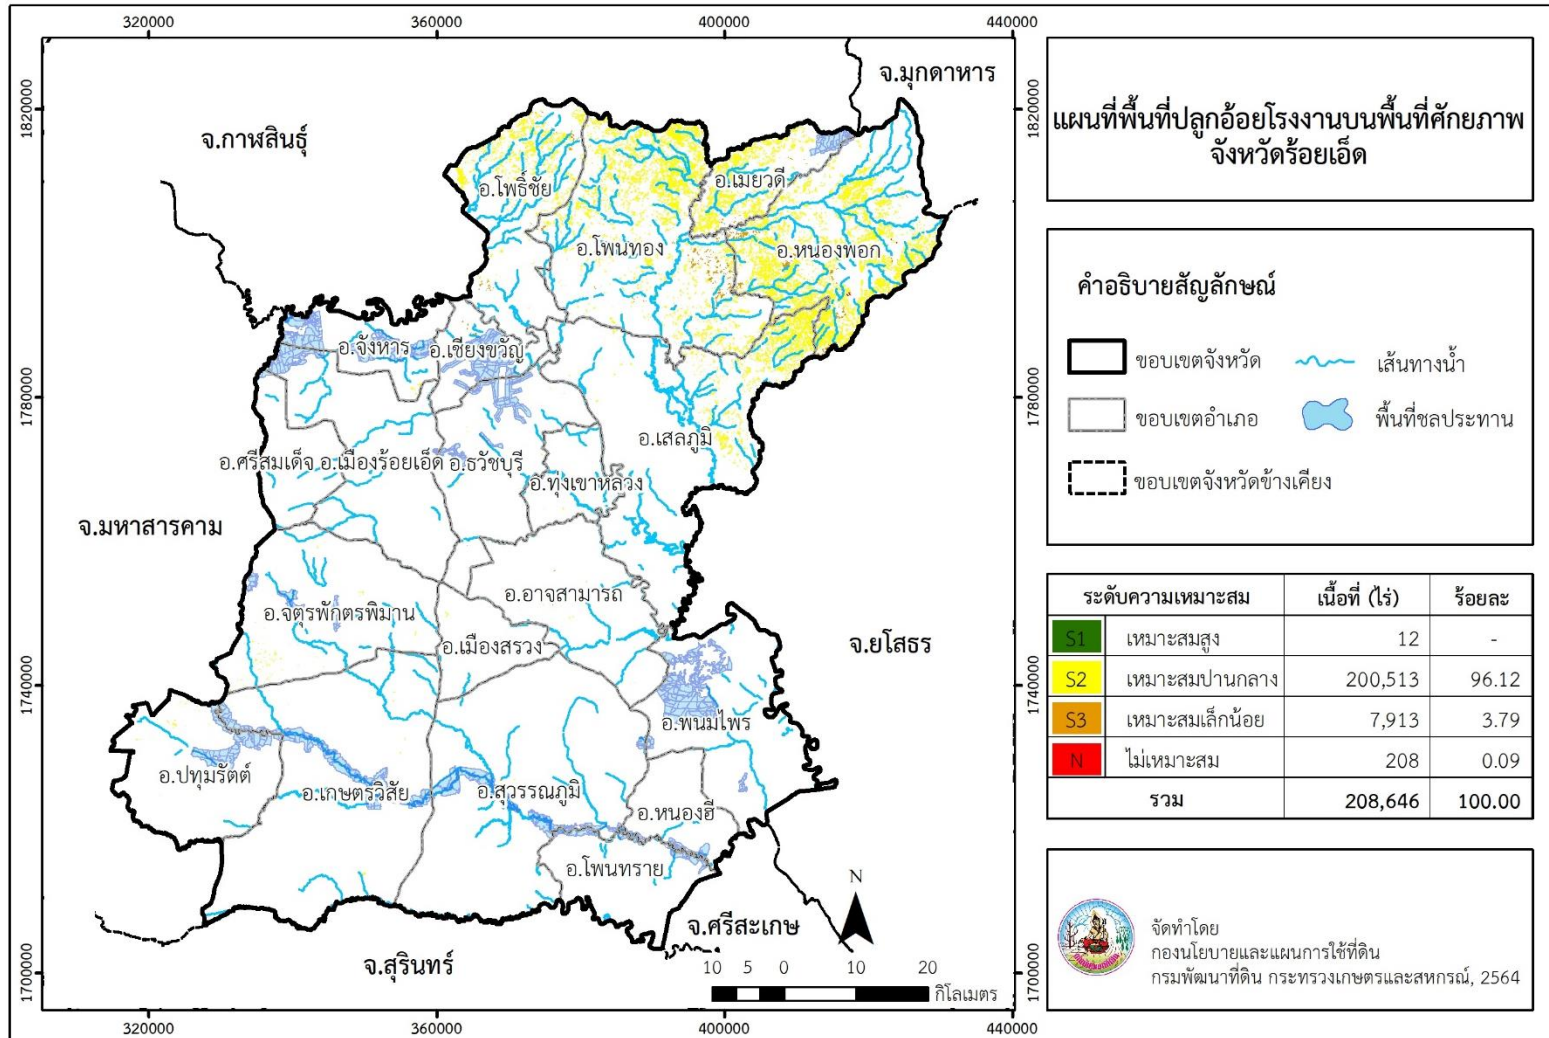 320000
360000
400000
440000
จ.มุกดาหาร
จ.กาฬสินธุ์
1820000
1820000
อ.เมยวดี
อ.โพธิ์ชัย
อ.โพนทอง
อ.หนองพอก
อ.จังหาร
อ.เชียงขวัญ
1780000
1780000
อ.เสลภูมิ
อ.ศรีสมเด็จ
อ.เมืองร้อยเอ็ด
อ.ธวัชบุรี
อ.ทุ่งเขาหลวง
จ.มหาสารคาม
อ.อาจสามารถ
อ.จตุรพักตรพิมาน
อ.เมืองสรวง
จ.ยโสธร
1740000
1740000
อ.พนมไพร
อ.ปทุมรัตต์
อ.เกษตรวิสัย
อ.สุวรรณภูมิ
อ.หนองฮี
อ.โพนทราย
N
จ.ศรีสะเกษ
จ.สุรินทร์
1700000
1700000
10 5 0 10 20
กิโลเมตร
320000
360000
400000
440000
แผนที่พื้นที่ปลูกอ้อยโรงงานบนพื้นที่ศักยภาพ
จังหวัดร้อยเอ็ด
คำอธิบายสัญลักษณ์
ขอบเขตจังหวัด
เส้นทางน้ำ
ขอบเขตอำเภอ
พื้นที่ชลประทาน
ขอบเขตจังหวัดข้างเคียง
ระดับความเหมาะสม เนื้อที่ (ไร่) ร้อยละ
S1 เหมาะสมสูง 12 -
S2 เหมาะสมปานกลาง 200,513 96.12
S3 เหมาะสมเล็กน้อย 7,913 3.79
N ไม่เหมาะสม 208 0.09
รวม 208,646 100.00
จัดทำโดย
กองนโยบายและแผนการใช้ที่ดิน
กรมพัฒนาที่ดิน กระทรวงเกษตรและสหกรณ์, 2564